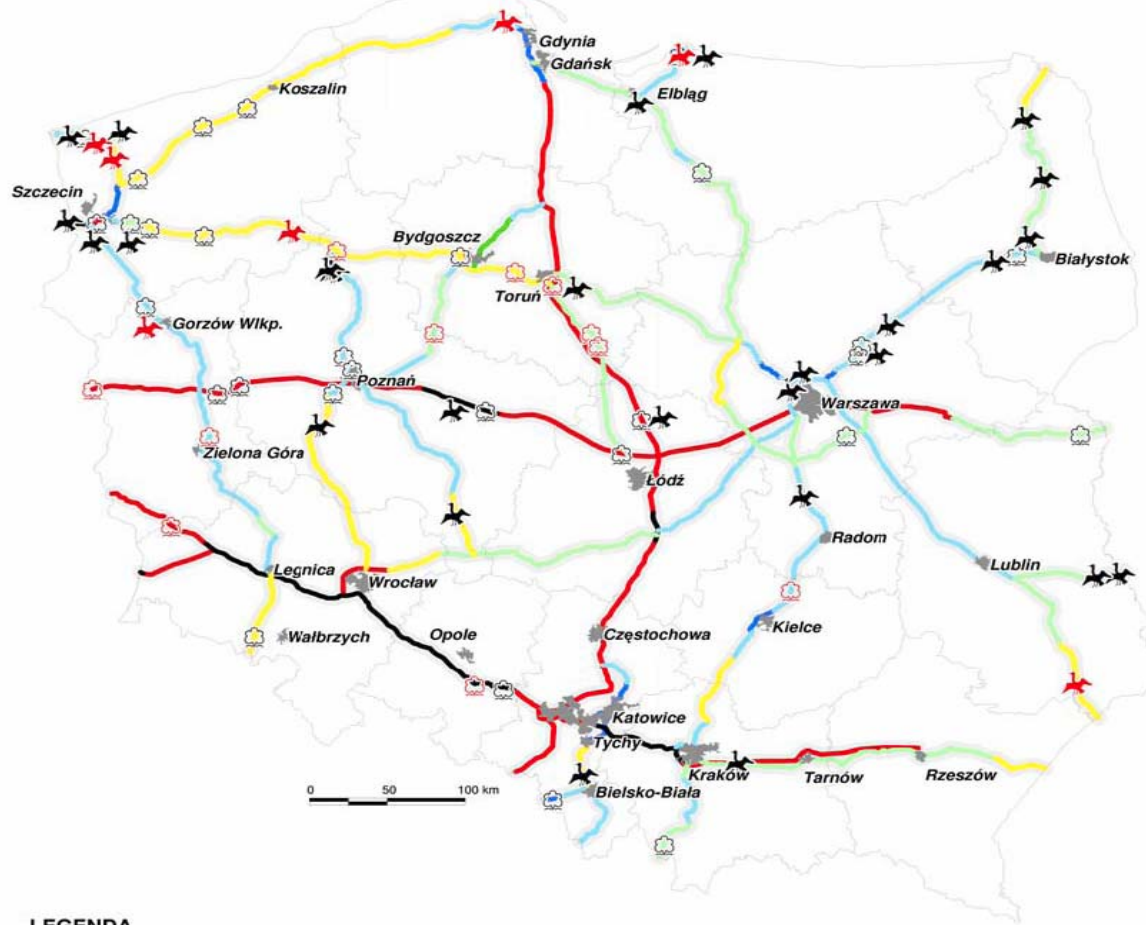 Gdynia
Gdańsk
Koszalin
Elbląg
Szczecin
Bydgoszcz
Białystok
Toruń
Gorzów Wlkp.
Poznań
Warszawa
Zielona Góra
Łódź
Radom
Legnica
Lublin
Wrocław
Kielce
Wałbrzych
Opole
Częstochowa
Katowice
Tychy
Kraków
Tarnów
Rzeszów
0 50 100 km
Bielsko-Biała
LEGENDA